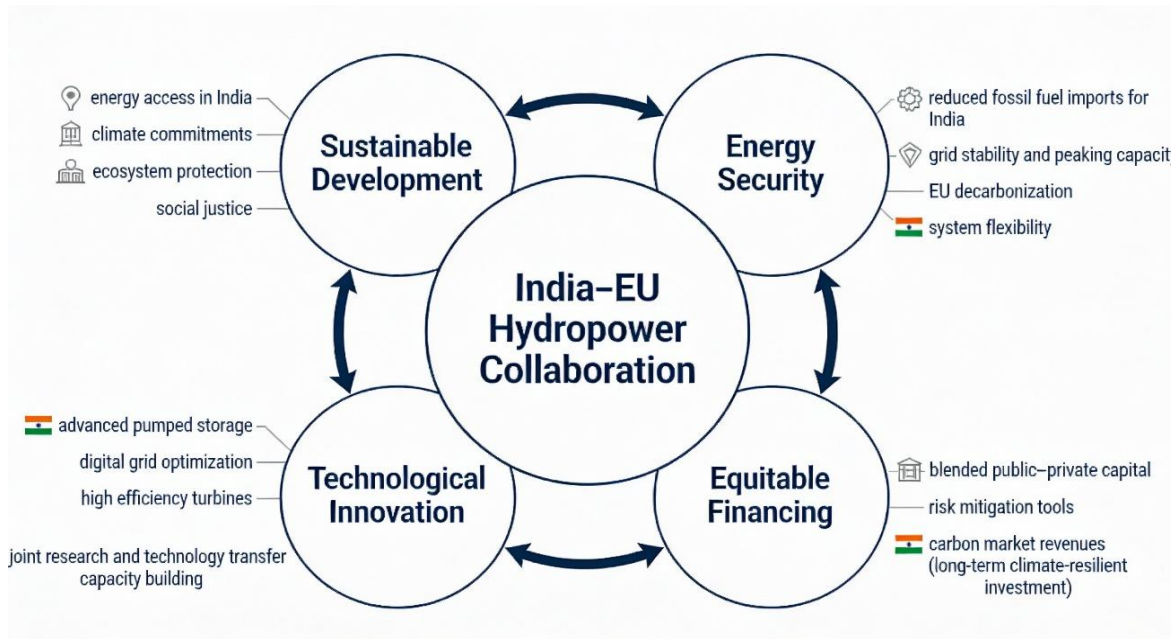 energy access in India
climate commitments
ecosystem protection
social justice
Sustainable
Development
Energy
Security
reduced fossil fuel imports for
India
grid stability and peaking capacity
EU decarbonization
system flexibility
India–EU
Hydropower
Collaboration
advanced pumped storage
digital grid optimization
high efficiency turbines
joint research and technology transfer
capacity building
Technological
Innovation
Equitable
Financing
blended public–private capital
risk mitigation tools
carbon market revenues
(long-term climate-resilient
investment)